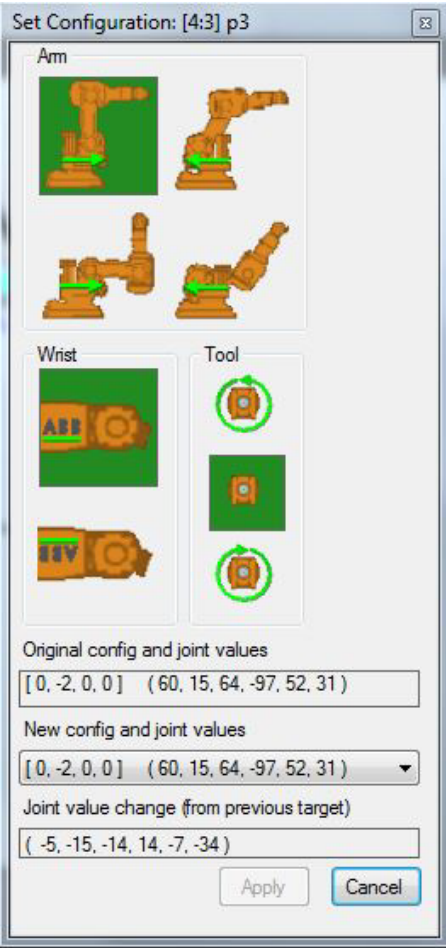 Set Configuration: [4:3] p3
Arm
Wrist
Tool
ABB
ABB
Original config and joint values
[ 0, -2, 0, 0 ] ( 60, 15, 64, -97, 52, 31 )
New config and joint values
[ 0, -2, 0, 0 ] ( 60, 15, 64, -97, 52, 31 )
Joint value change (from previous target)
( -5, -15, -14, 14, -7, -34 )
Apply
Cancel